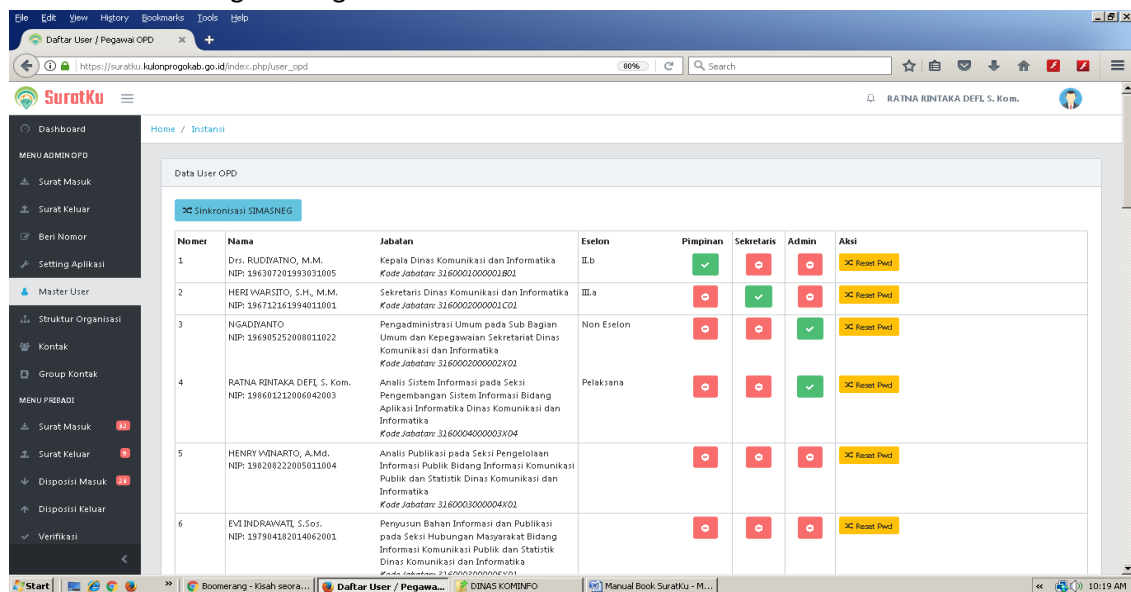 File Edit View History Bookmarks Tools Help
Daftar User / Pegawai OPD
https://suratku.kulonprogokab.go.id/index.php/user_opd
80%
Search
SuratKu
RATNA RINTAKA DEFI, S. Kom.
Dashboard
MENU ADMIN OPD
Surat Masuk
Surat Keluar
Beri Nomor
Setting Aplikasi
Master User
Struktur Organisasi
Kontak
Group Kontak
MENU PRIBADI
Surat Masuk
Surat Keluar 9
Disposisi Masuk 23
Disposisi Keluar
Verifikasi
Home / Instansi
Data User OPD
Sinkronisasi SIMASNEG
Nomer Nama Jabatan Eselon Pimpinan Sekretaris Admin Aksi
1 Drs. RUDIYATNO, M.M. Kepala Dinas Komunikasi dan Informatika II.b Reset Pwd
NIP: 196307201993031005 Kode Jabatan: 3160001000001B01
2 HERI WARSITO, S.H., M.M. Sekretaris Dinas Komunikasi dan Informatika III.a Reset Pwd
NIP: 196712161994011001 Kode Jabatan: 3160002000001C01
3 NGADIYANTO Pengadministrasi Umum pada Sub Bagian Non Eselon Reset Pwd
NIP: 196905252008011022 Umum dan Kepegawaian Sekretariat Dinas
Komunikasi dan Informatika
Kode Jabatan: 3160002000002X01
4 RATNA RINTAKA DEFI, S. Kom. Analis Sistem Informasi pada Seksi Pelaksana Reset Pwd
NIP: 198601212006042003 Pengembangan Sistem Informasi Bidang
Aplikasi Informatika Dinas Komunikasi dan
Informatika
Kode Jabatan: 3160004000003X04
5 HENRY WINARTO, A.Md. Analis Publikasi pada Seksi Pengelolaan Reset Pwd
NIP: 198208222005011004 Informasi Publik Bidang Informasi Komunikasi
Publik dan Statistik Dinas Komunikasi dan
Informatika
Kode Jabatan: 3160003000004X01
6 EVI INDRAWATI, S.Sos. Penyusun Bahan Informasi dan Publikasi Reset Pwd
NIP: 197904182014062001 pada Seksi Hubungan Masyarakat Bidang
Informasi Komunikasi Publik dan Statistik
Dinas Komunikasi dan Informatika
Start
Boomerang - Kisah seora...
Daftar User / Pegawa...
DINAS KOMINFO
Manual Book SuratKu - M...
10:19 AM